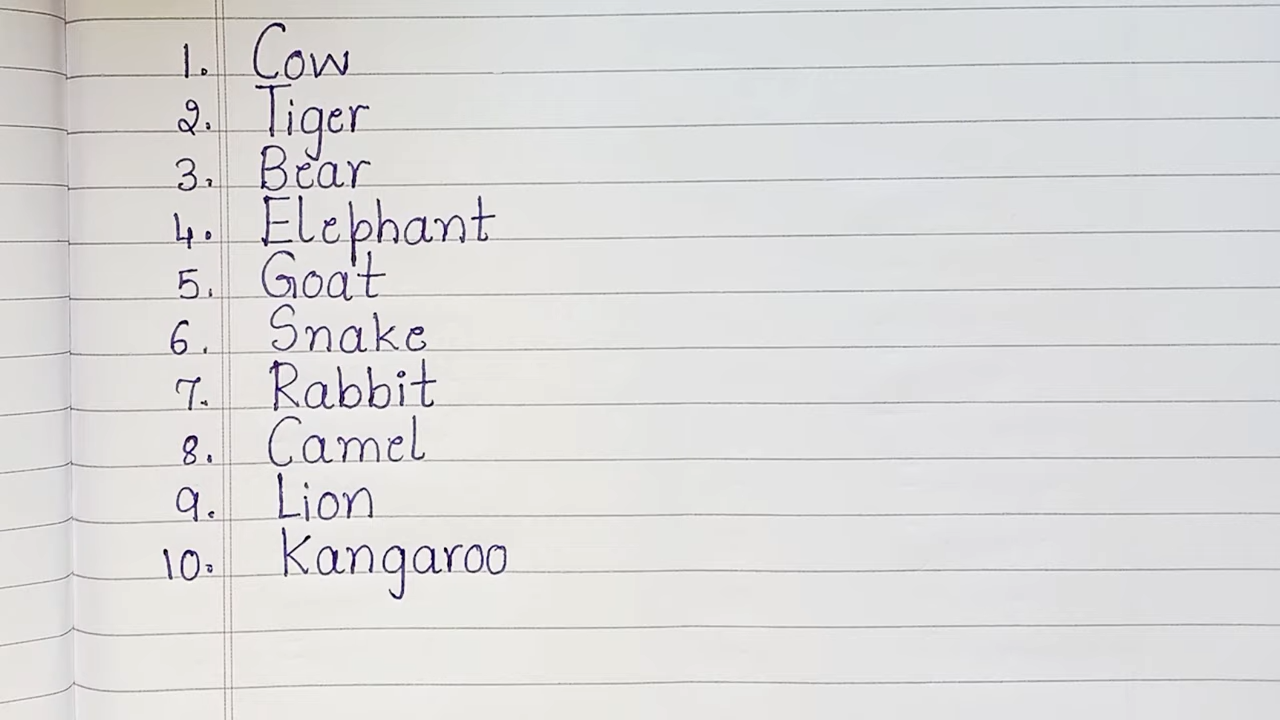 1. Cow
2. Tiger
3. Bear
4. Elephant
5. Goat
6. Snake
7. Rabbit
8. Camel
9. Lion
10. Kangaroo